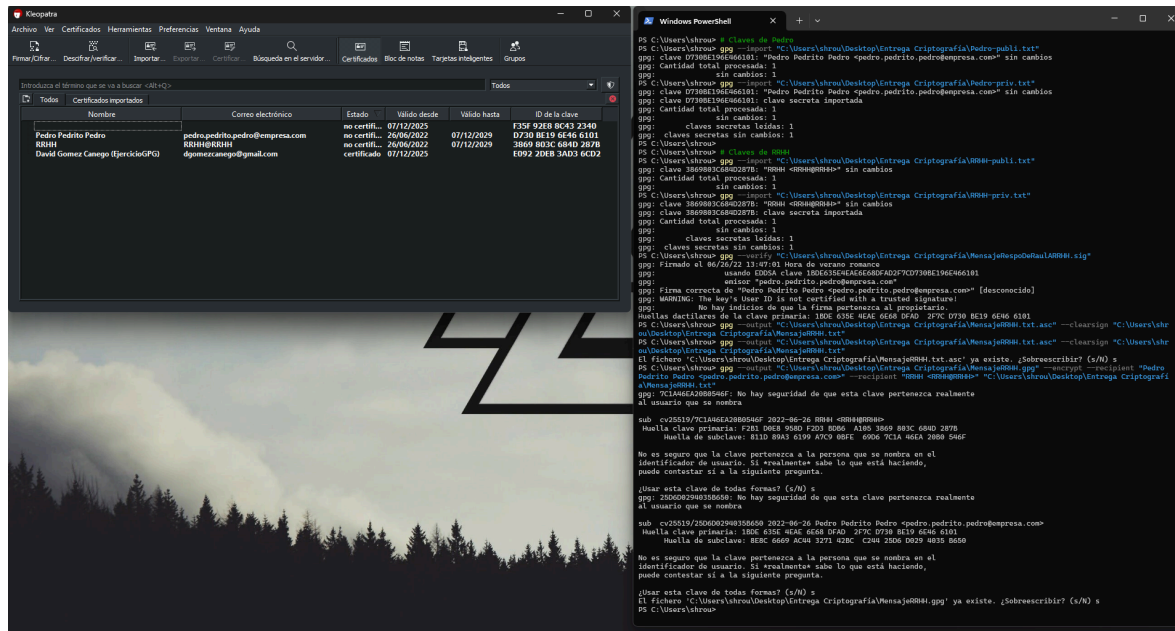 Kleopatra
Archivo Ver Certificados Herramientas Preferencias Ventana Ayuda
Firmar/Cifrar... Descifrar/verificar... Importar... Exportar... Certificar... Búsqueda en el servidor... Certificados Bloc de notas Tarjetas inteligentes Grupos
Introduzca el término que se va a buscar <Alt+Q> Todos
Todos Certificados importados
Nombre Correo electrónico Estado Válido desde Válido hasta ID de la clave
no certifi... 07/12/2025 F35F 92E8 8C43 2340
Pedro Pedrito Pedro pedro.pedrito.pedro@empresa.com no certifi... 26/06/2022 07/12/2029 D730 BE19 6E46 6101
RRHH RRHH@RRHH no certifi... 26/06/2022 07/12/2029 3869 803C 684D 287B
David Gomez Canego (EjercicioGPG) dgomezcanego@gmail.com certificado 07/12/2025 E092 2DEB 3AD3 6CD2
Windows PowerShell
PS C:\Users\shrou> # Claves de Pedro
PS C:\Users\shrou> gpg --import "C:\Users\shrou\Desktop\Entrega Criptografía\Pedro-publi.txt"
gpg: clave D730BE196E466101: "Pedro Pedrito Pedro <pedro.pedrito.pedro@empresa.com>" sin cambios
gpg: Cantidad total procesada: 1
gpg: sin cambios: 1
PS C:\Users\shrou> gpg --import "C:\Users\shrou\Desktop\Entrega Criptografía\Pedro-priv.txt"
gpg: clave D730BE196E466101: "Pedro Pedrito Pedro <pedro.pedrito.pedro@empresa.com>" sin cambios
gpg: clave D730BE196E466101: clave secreta importada
gpg: Cantidad total procesada: 1
gpg: sin cambios: 1
gpg: claves secretas leídas: 1
gpg: claves secretas sin cambios: 1
PS C:\Users\shrou>
PS C:\Users\shrou> # Claves de RRHH
PS C:\Users\shrou> gpg --import "C:\Users\shrou\Desktop\Entrega Criptografía\RRHH-publi.txt"
gpg: clave 3869803C684D287B: "RRHH <RRHH@RRHH>" sin cambios
gpg: Cantidad total procesada: 1
gpg: sin cambios: 1
PS C:\Users\shrou> gpg --import "C:\Users\shrou\Desktop\Entrega Criptografía\RRHH-priv.txt"
gpg: clave 3869803C684D287B: "RRHH <RRHH@RRHH>" sin cambios
gpg: clave 3869803C684D287B: clave secreta importada
gpg: Cantidad total procesada: 1
gpg: sin cambios: 1
gpg: claves secretas leídas: 1
gpg: claves secretas sin cambios: 1
PS C:\Users\shrou> gpg --verify "C:\Users\shrou\Desktop\Entrega Criptografía\MensajeRespoDeRaulARRHH.sig"
gpg: Firmado el 06/26/22 13:47:01 Hora de verano romance
gpg: usando EDDSA clave 1BDE635E4EAE6E68DFAD2F7CD730BE196E466101
gpg: emisor "pedro.pedrito.pedro@empresa.com"
gpg: Firma correcta de "Pedro Pedrito Pedro <pedro.pedrito.pedro@empresa.com>" [desconocido]
gpg: WARNING: The key's User ID is not certified with a trusted signature!
gpg: No hay indicios de que la firma pertenezca al propietario.
Huellas dactilares de la clave primaria: 1BDE 635E 4EAE 6E68 DFAD 2F7C D730 BE19 6E46 6101
PS C:\Users\shrou> gpg --output "C:\Users\shrou\Desktop\Entrega Criptografía\MensajeRRHH.txt.asc" --clearsign "C:\Users\shr
ou\Desktop\Entrega Criptografía\MensajeRRHH.txt"
PS C:\Users\shrou> gpg --output "C:\Users\shrou\Desktop\Entrega Criptografía\MensajeRRHH.txt.asc" --clearsign "C:\Users\shr
ou\Desktop\Entrega Criptografía\MensajeRRHH.txt"
El fichero 'C:\Users\shrou\Desktop\Entrega Criptografía\MensajeRRHH.txt.asc' ya existe. ¿Sobreescribir? (s/N) s
PS C:\Users\shrou> gpg --output "C:\Users\shrou\Desktop\Entrega Criptografía\MensajeRRHH.gpg" --encrypt --recipient "Pedro
Pedrito Pedro <pedro.pedrito.pedro@empresa.com>" --recipient "RRHH <RRHH@RRHH>" "C:\Users\shrou\Desktop\Entrega Criptografí
a\MensajeRRHH.txt"
gpg: 7C1A46EA20B0546F: No hay seguridad de que esta clave pertenezca realmente
al usuario que se nombra
sub cv25519/7C1A46EA20B0546F 2022-06-26 RRHH <RRHH@RRHH>
Huella clave primaria: F2B1 D0E8 958D F2D3 BDB6 A105 3869 803C 684D 287B
Huella de subclave: 811D 89A3 6199 A7C9 0BFE 69D6 7C1A 46EA 20B0 546F
No es seguro que la clave pertenezca a la persona que se nombra en el
identificador de usuario. Si *realmente* sabe lo que está haciendo,
puede contestar sí a la siguiente pregunta.
¿Usar esta clave de todas formas? (s/N) s
gpg: 25D6D0294035B650: No hay seguridad de que esta clave pertenezca realmente
al usuario que se nombra
sub cv25519/25D6D0294035B650 2022-06-26 Pedro Pedrito Pedro <pedro.pedrito.pedro@empresa.com>
Huella clave primaria: 1BDE 635E 4EAE 6E68 DFAD 2F7C D730 BE19 6E46 6101
Huella de subclave: 8E8C 6669 AC44 3271 42BC C244 25D6 D029 4035 B650
No es seguro que la clave pertenezca a la persona que se nombra en el
identificador de usuario. Si *realmente* sabe lo que está haciendo,
puede contestar sí a la siguiente pregunta.
¿Usar esta clave de todas formas? (s/N) s
El fichero 'C:\Users\shrou\Desktop\Entrega Criptografía\MensajeRRHH.gpg' ya existe. ¿Sobreescribir? (s/N) s
PS C:\Users\shrou>